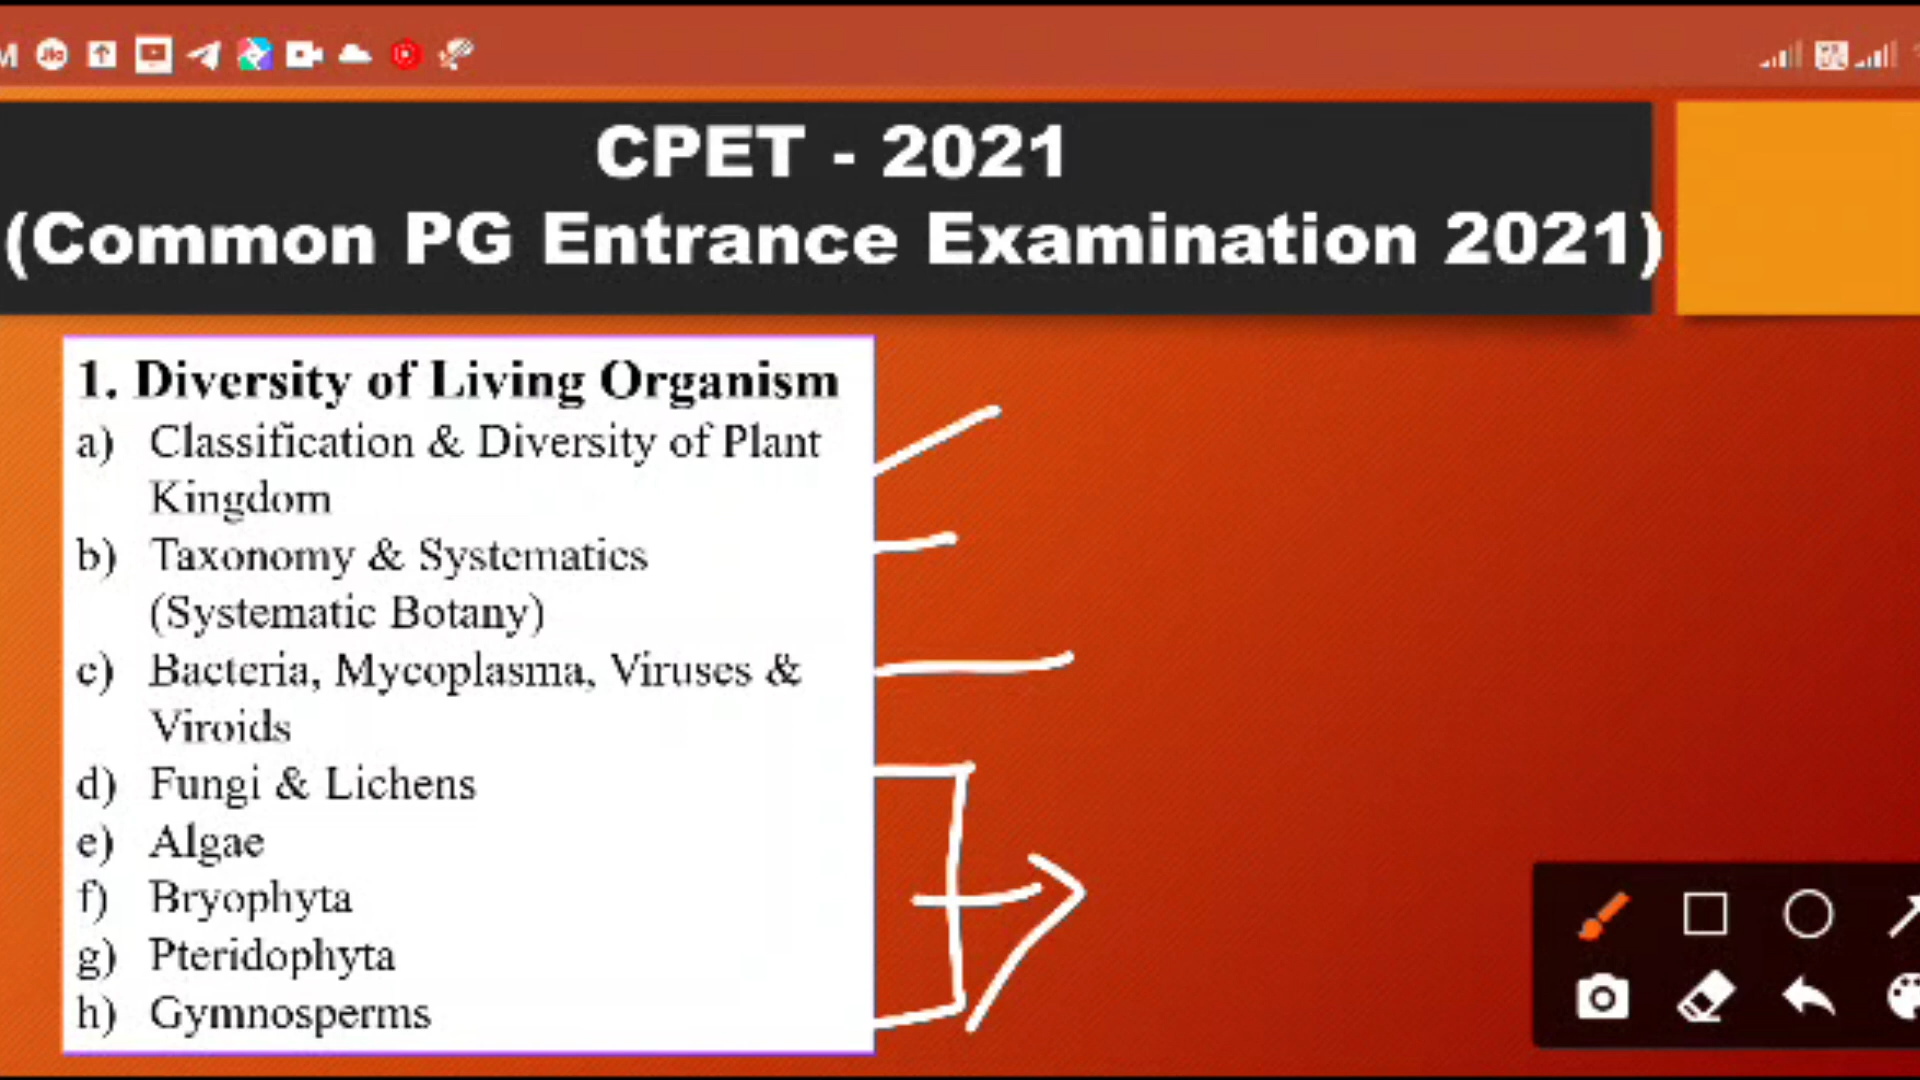 CPET - 2021
(Common PG Entrance Examination 2021)
1. Diversity of Living Organism
a) Classification & Diversity of Plant
Kingdom
b) Taxonomy & Systematics
(Systematic Botany)
c) Bacteria, Mycoplasma, Viruses &
Viroids
d) Fungi & Lichens
e) Algae
f) Bryophyta
g) Pteridophyta
h) Gymnosperms